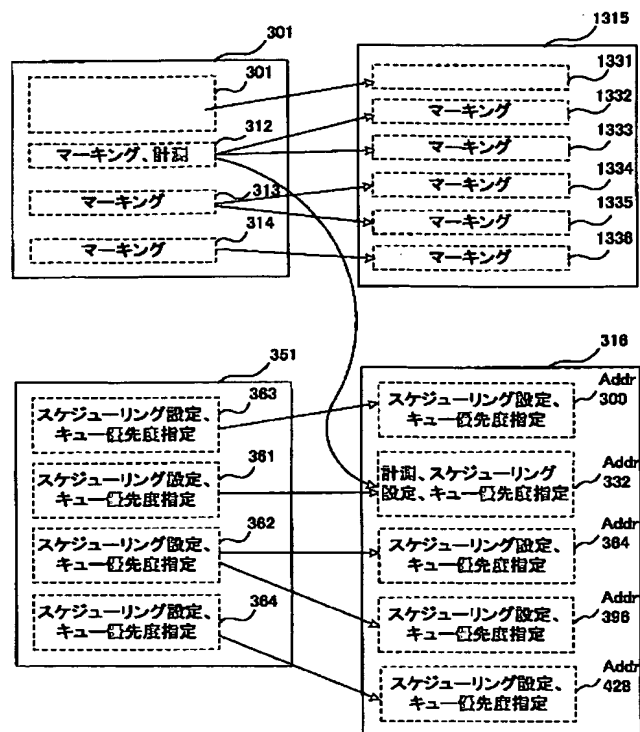 301
301
マーキング、計測
312
マーキング
313
マーキング
314
1315
1331
マーキング
1332
マーキング
1333
マーキング
1334
マーキング
1335
マーキング
1336
351
スケジューリング設定、
キュー優先度指定
363
スケジューリング設定、
キュー優先度指定
361
スケジューリング設定、
キュー優先度指定
362
スケジューリング設定、
キュー優先度指定
364
316
スケジューリング設定、
キュー優先度指定
Addr
300
計測、スケジューリング
設定、キュー優先度指定
Addr
332
スケジューリング設定、
キュー優先度指定
Addr
364
スケジューリング設定、
キュー優先度指定
Addr
396
スケジューリング設定、
キュー優先度指定
Addr
428